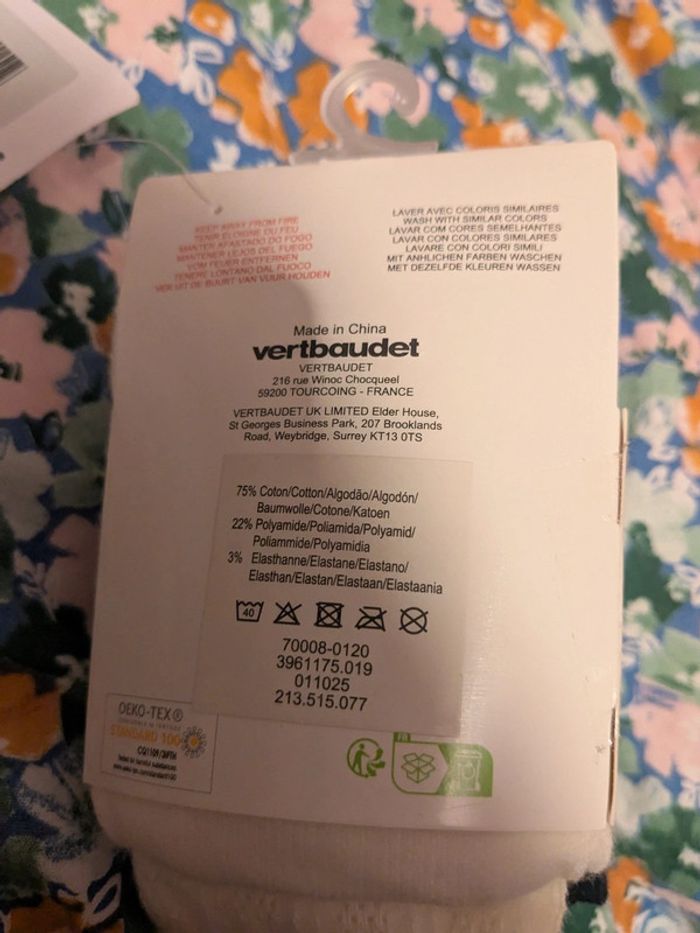 KEEP AWAY FROM FIRE
TENIR ELOIGNE DU FEU
MANTER AFASTADO DO FOGO
MANTENER LEJOS DEL FUEGO
VOM FEUER ENTFERNEN
TENERE LONTANO DAL FUOCO
VER UIT DE BUURT VAN VUUR HOUDEN
LAVER AVEC COLORIS SIMILAIRES
WASH WITH SIMILAR COLORS
LAVAR COM CORES SEMELHANTES
LAVAR CON COLORES SIMILARES
LAVARE CON COLORI SIMILI
MIT ANHLICHEN FARBEN WASCHEN
MET DEZELFDE KLEUREN WASSEN
Made in China
vertbaudet
VERTBAUDET
216 rue Winoc Chocqueel
59200 TOURCOING - FRANCE
VERTBAUDET UK LIMITED Elder House,
St Georges Business Park, 207 Brooklands
Road, Weybridge, Surrey KT13 0TS
75% Coton/Cotton/Algodão/Algodón/
Baumwolle/Cotone/Katoen
22% Polyamide/Poliamida/Polyamid/
Poliammide/Polyamidia
3% Elasthanne/Elastane/Elastano/
Elasthan/Elastan/Elastaan/Elastaania
40
70008-0120
3961175.019
011025
213.515.077
OEKO-TEX®
STANDARD 100
Tested for harmful substances
FR